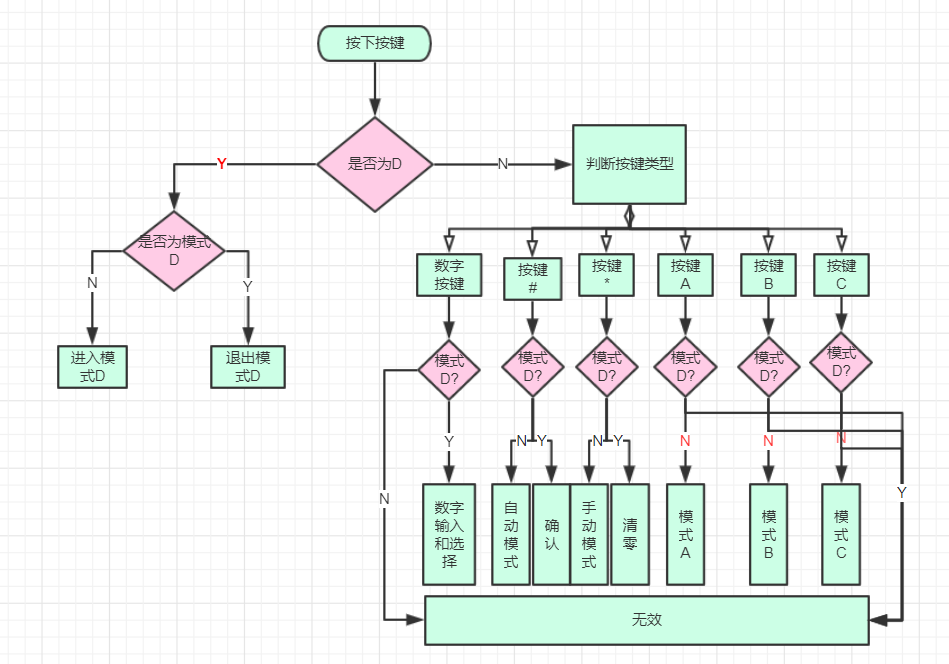 按下按键
是否为D
Y
N
判断按键类型
是否为模式
D
N
Y
进入模
式D
退出模
式D
数字
按键
按键
#
按键
*
按键
A
按键
B
按键
C
模式
D?
模式
D?
模式
D?
模式
D?
模式
D?
模式
D?
N
Y
N
Y
N
Y
N
N
N
Y
数字
输入
和选
择
自
动
模
式
确
认
手
动
模
式
清
零
模
式
A
模
式
B
模
式
C
无效